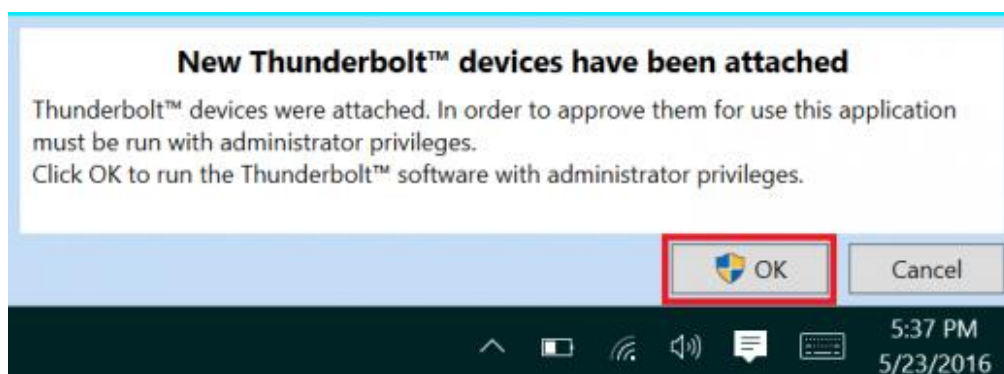 New Thunderbolt™ devices have been attached
Thunderbolt™ devices were attached. In order to approve them for use this application
must be run with administrator privileges.
Click OK to run the Thunderbolt™ software with administrator privileges.
OK
Cancel
5:37 PM
5/23/2016